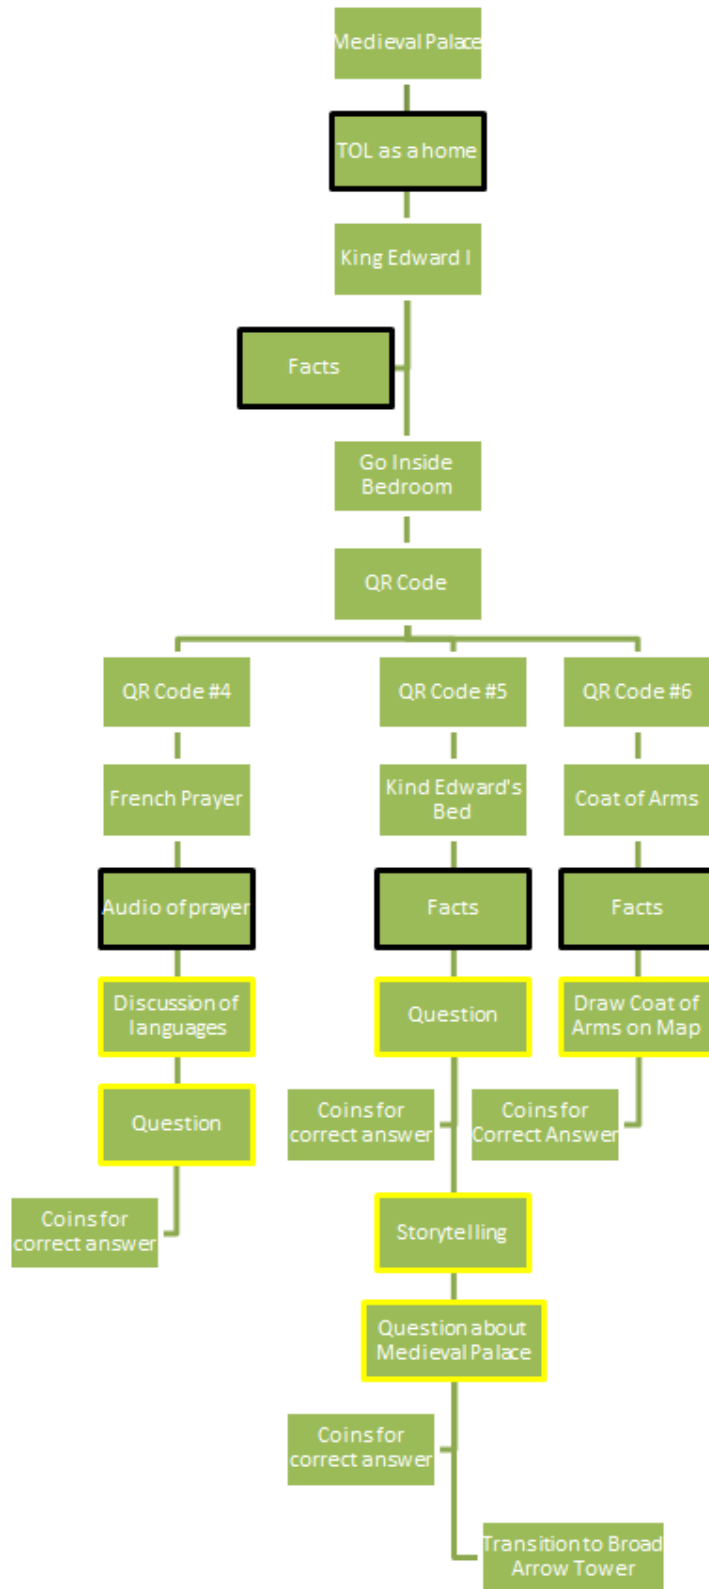 Medieval Palace
TOL as a home
King Edward I
Facts
Go Inside
Bedroom
QR Code
QR Code #4
QR Code #5
QR Code #6
French Prayer
Kind Edward's
Bed
Coat of Arms
Audio of prayer
Facts
Facts
Discussion of
languages
Question
Draw Coat of
Arms on Map
Question
Coins for
correct answer
Coins for
Correct Answer
Coins for
correct answer
Storytelling
Question about
Medieval Palace
Coins for
correct answer
Transition to Broad
Arrow Tower